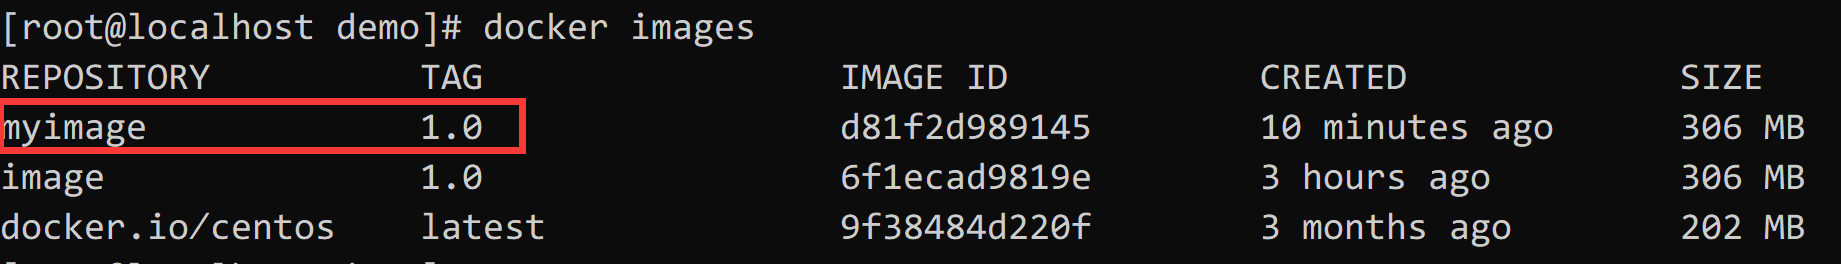 [root@localhost demo]# docker images
REPOSITORY TAG IMAGE ID CREATED SIZE
myimage 1.0 d81f2d989145 10 minutes ago 306 MB
image 1.0 6f1ecad9819e 3 hours ago 306 MB
docker.io/centos latest 9f38484d220f 3 months ago 202 MB